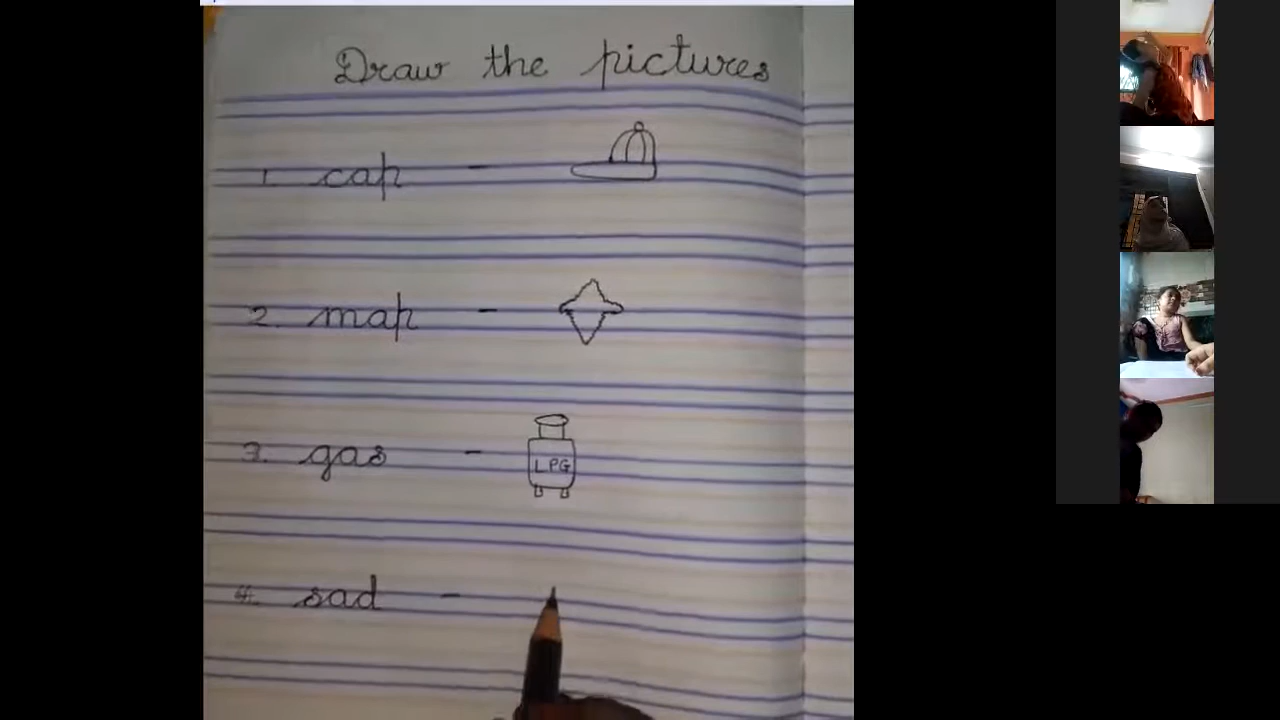 Draw the pictures
1. cap -
2. map -
3. gas -
LPG
4. sad -